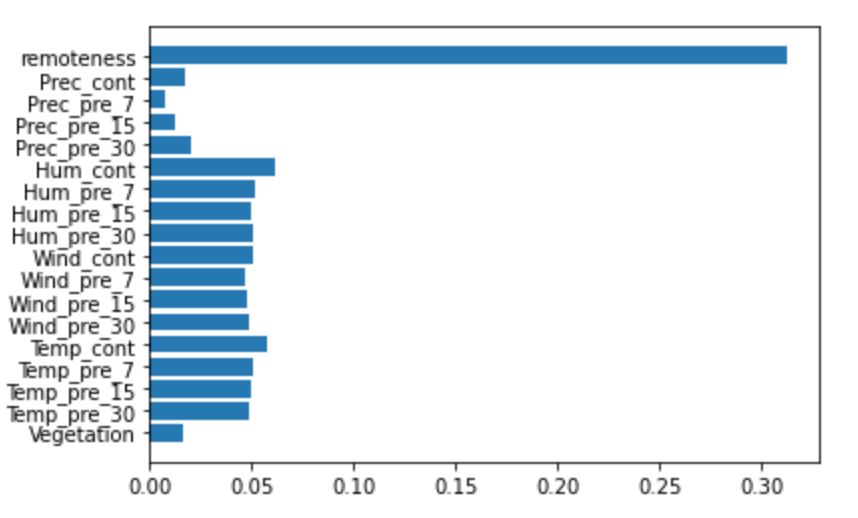 remoteness
Prec_cont
Prec_pre_7
Prec_pre_15
Prec_pre_30
Hum_cont
Hum_pre_7
Hum_pre_15
Hum_pre_30
Wind_cont
Wind_pre_7
Wind_pre_15
Wind_pre_30
Temp_cont
Temp_pre_7
Temp_pre_15
Temp_pre_30
Vegetation
0.00 0.05 0.10 0.15 0.20 0.25 0.30